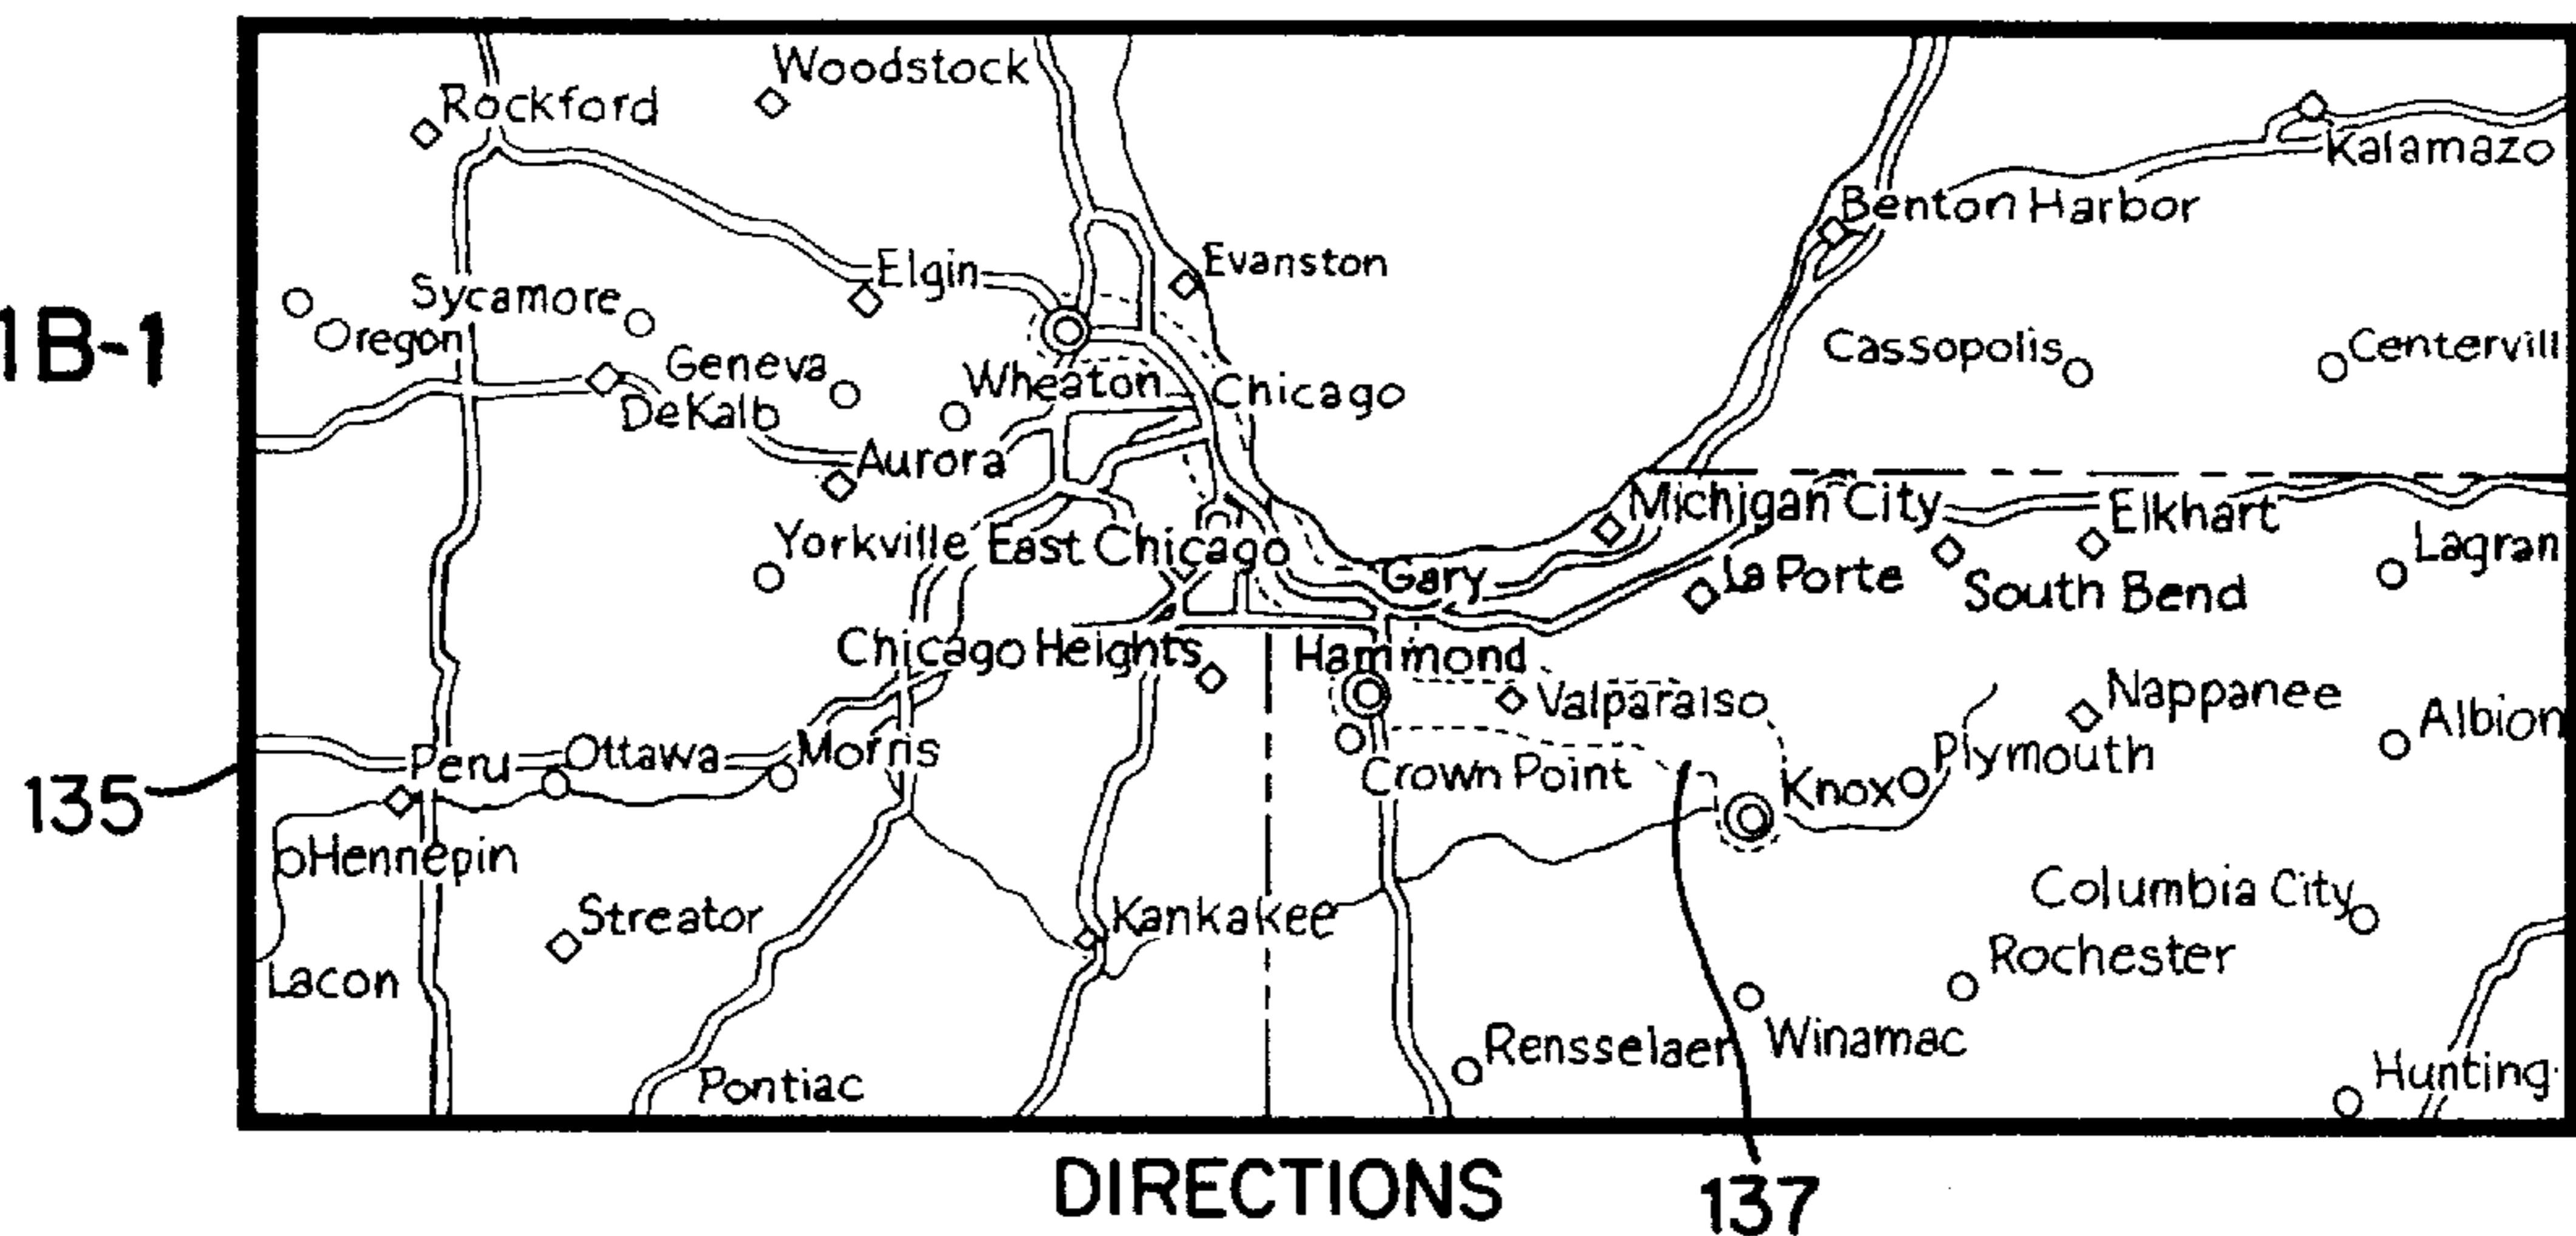 Woodstock
Rockford
Kalamazo
Benton Harbor
Elgin
Evanston
Sycamore
1B-1
Oregon
Geneva
Cassopolis
Centervill
Wheaton
Chicago
DeKalb
Aurora
Michigan City
Elkhart
Yorkville
East Chicago
Lagran
Gary
La Porte
South Bend
Chicago Heights
Hammond
Valparaiso
Nappanee
Albion
Peru
Ottawa
Morris
Plymouth
135
Crown Point
Knox
Hennepin
Columbia City
Streator
Kankakee
Rochester
Lacon
Rensselaer
Winamac
Pontiac
Hunting
DIRECTIONS
137